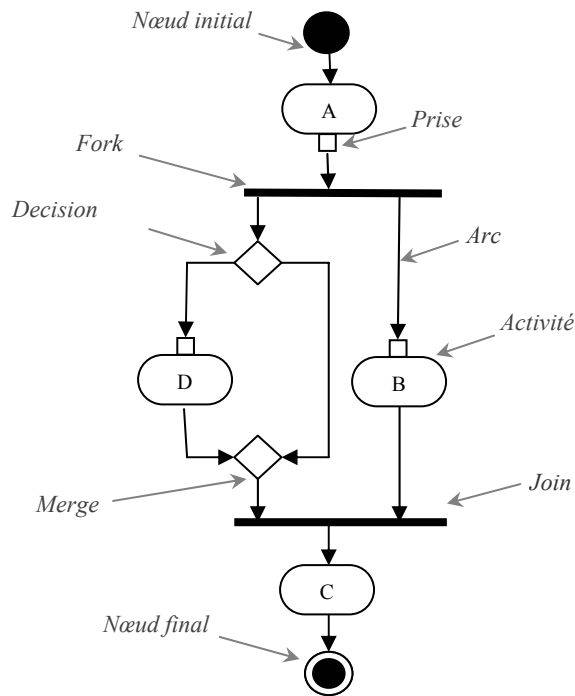 Nœud initial
A
Prise
Fork
Decision
Arc
Activité
D
B
Merge
Join
C
Nœud final